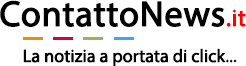 ContattoNews.it
La notizia a portata di click...